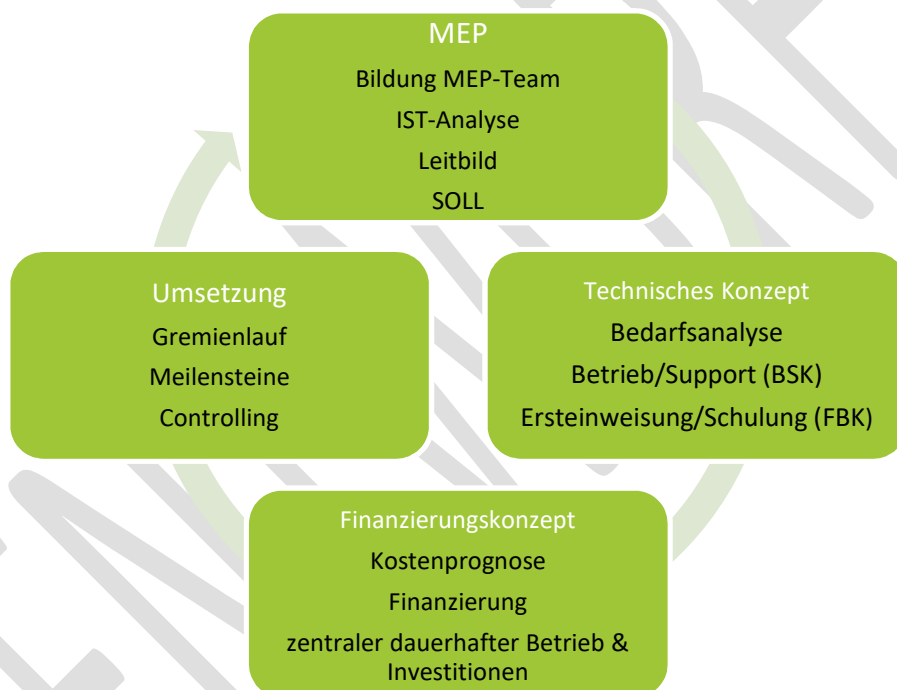 MEP
Bildung MEP-Team
IST-Analyse
Leitbild
SOLL
Umsetzung
Gremienlauf
Meilensteine
Controlling
Technisches Konzept
Bedarfsanalyse
Betrieb/Support (BSK)
Ersteinweisung/Schulung (FBK)
Finanzierungskonzept
Kostenprognose
Finanzierung
zentraler dauerhafter Betrieb &
Investitionen